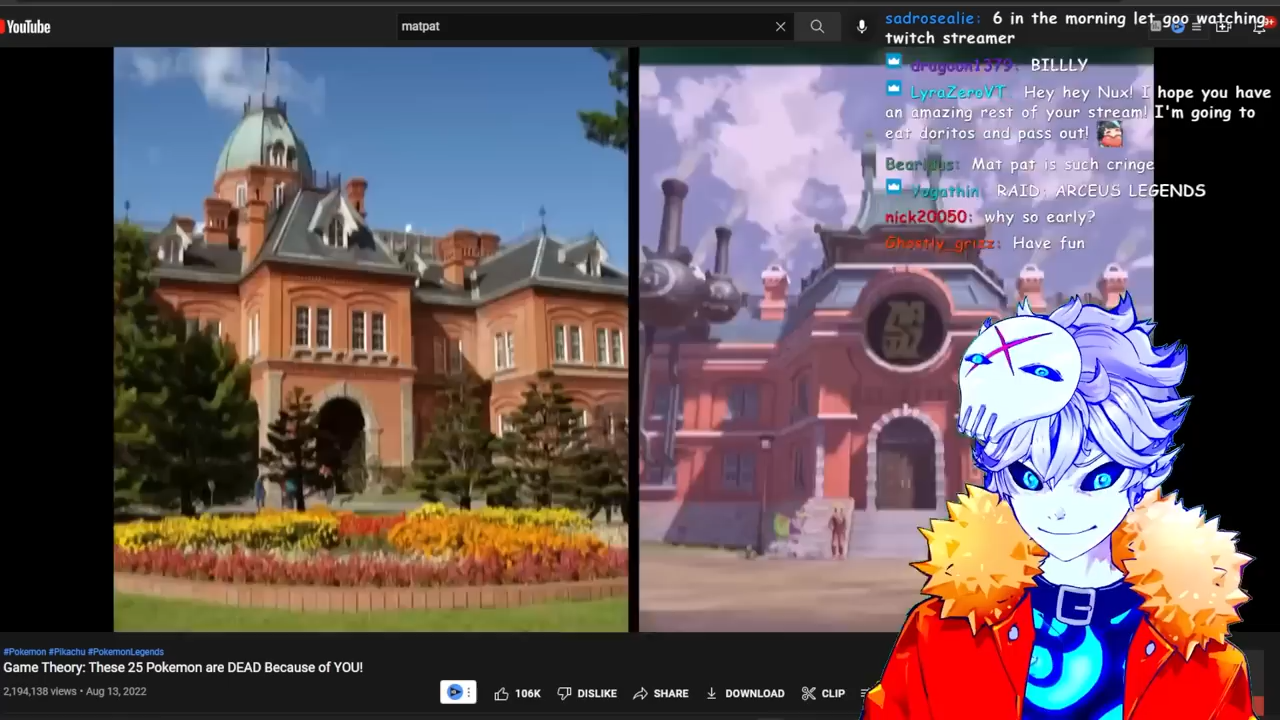 YouTube
matpat
9+
sadrosealie: 6 in the morning let goo watching
twitch streamer
dragoon1379: BILLLY
LyraZeroVT: Hey hey Nux! I hope you have
an amazing rest of your stream! I'm going to
eat doritos and pass out!
Bearidus: Mat pat is such cringe
Yogathin: RAID: ARCEUS LEGENDS
nick20050: why so early?
Ghostly_grizz: Have fun
#Pokemon #Pikachu #PokemonLegends
Game Theory: These 25 Pokemon are DEAD Because of YOU!
2,194,138 views • Aug 13, 2022
106K
DISLIKE
SHARE
DOWNLOAD
CLIP